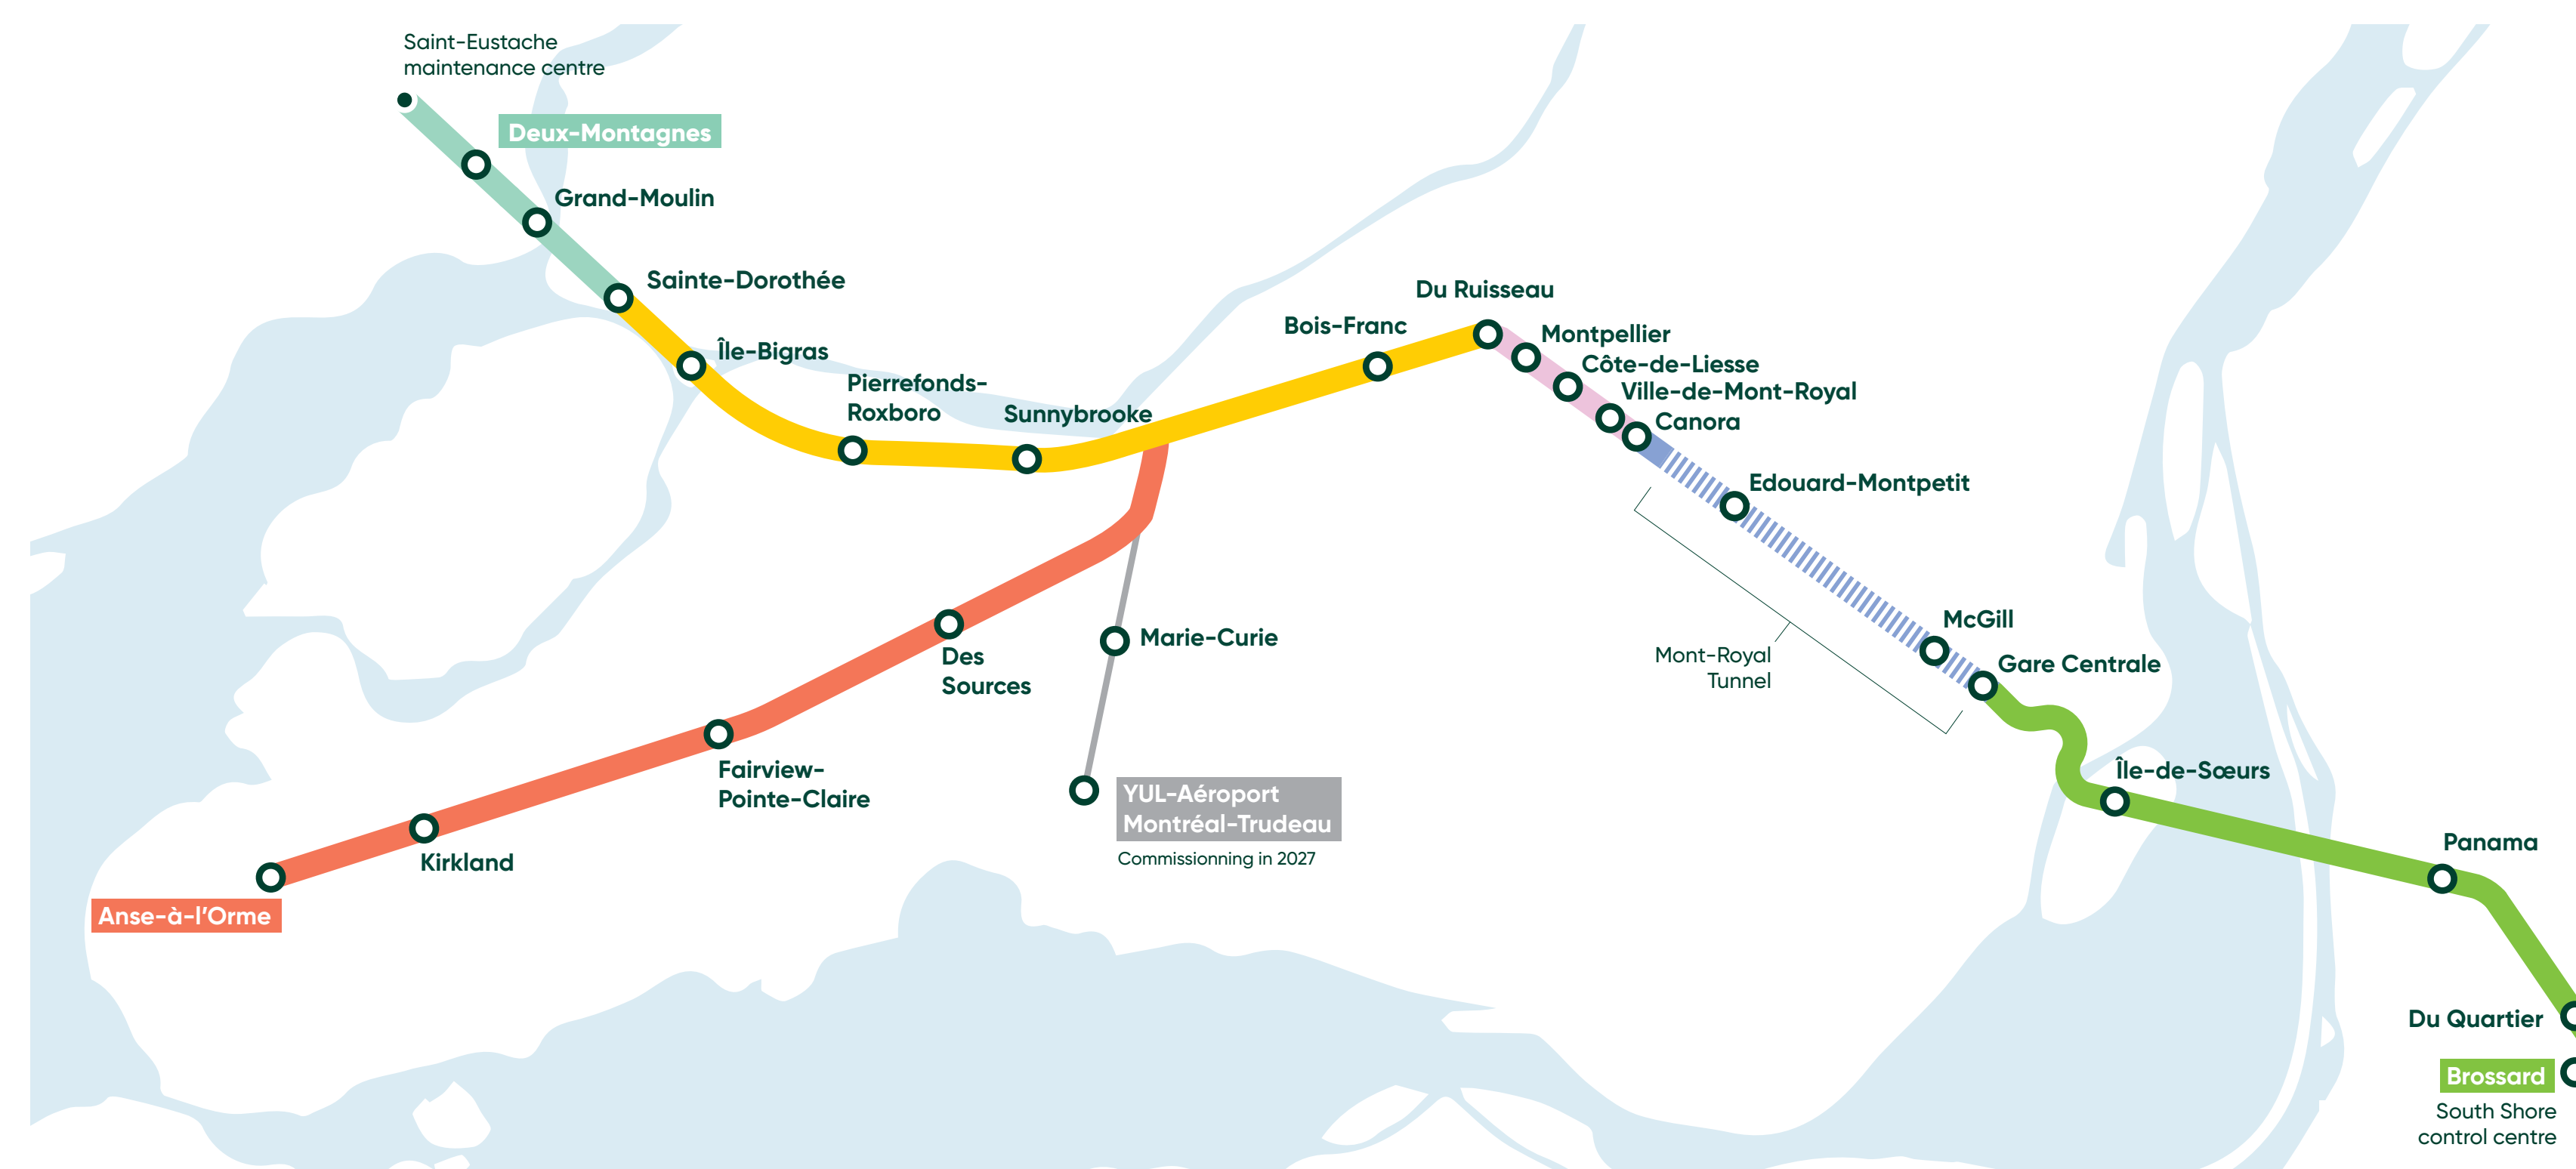 Saint-Eustache
maintenance centre
Deux-Montagnes
Grand-Moulin
Sainte-Dorothée
Île-Bigras
Pierrefonds-
Roxboro
Sunnybrooke
Bois-Franc
Du Ruisseau
Montpellier
Côte-de-Liesse
Ville-de-Mont-Royal
Canora
Edouard-Montpetit
McGill
Gare Centrale
Mont-Royal
Tunnel
Île-de-Sœurs
Panama
Du Quartier
Brossard
South Shore
control centre
Des
Sources
Marie-Curie
YUL-Aéroport
Montréal-Trudeau
Commissionning in 2027
Fairview-
Pointe-Claire
Kirkland
Anse-à-l’Orme